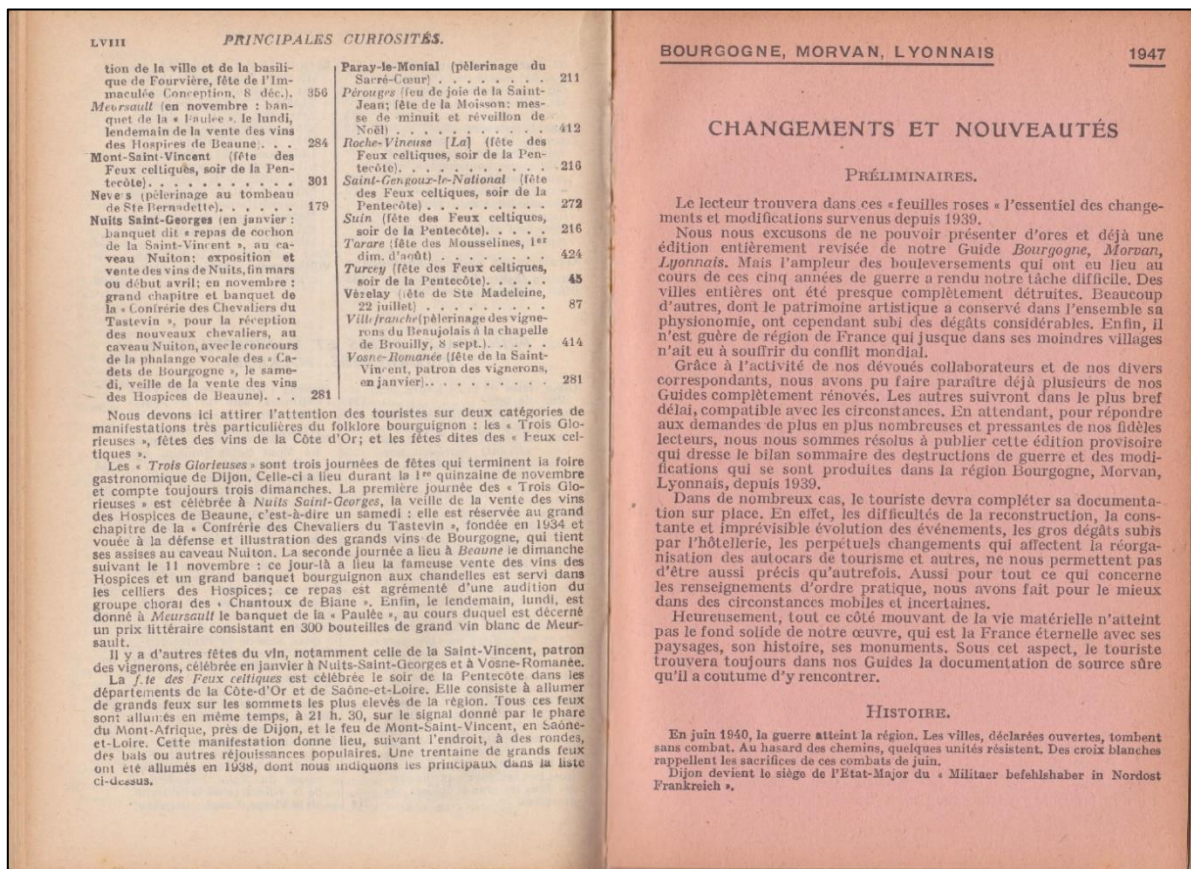 LVIII PRINCIPALES CURIOSITÉS.
tion de la ville et de la basili-
que de Fourvière, fête de l'Im-
maculée Conception, 8 déc.). 356
Meursault (en novembre : ban-
quet de la « Paulée », le lundi,
lendemain de la vente des vins
des Hospices de Beaune). . . 284
Mont-Saint-Vincent (fête des
Feux celtiques, soir de la Pen-
tecôte). . . . . . . . . . . 301
Nevers (pèlerinage au tombeau
de Ste Bernadette). . . . . . 179
Nuits Saint-Georges (en janvier :
banquet dit « repas de cochon
de la Saint-Vincent », au ca-
veau Nuiton; exposition et
vente des vins de Nuits, fin mars
ou début avril; en novembre :
grand chapitre et banquet de
la « Confrérie des Chevaliers du
Tastevin », pour la réception
des nouveaux chevaliers, au
caveau Nuiton, avec le concours
de la phalange vocale des « Ca-
dets de Bourgogne », le same-
di, veille de la vente des vins
des Hospices de Beaune). . . 281
Paray-le-Monial (pèlerinage du
Sacré-Cœur) . . . . . . . . 211
Pérouges (feu de joie de la Saint-
Jean; fête de la Moisson; mes-
se de minuit et réveillon de
Noël) . . . . . . . . . . . 412
Roche-Vineuse [La] (fête des
Feux celtiques, soir de la Pen-
tecôte). . . . . . . . . . . 216
Saint-Gengoux-le-National (fête
des Feux celtiques, soir de la
Pentecôte) . . . . . . . . . 272
Suin (fête des Feux celtiques,
soir de la Pentecôte). . . . . 216
Tarare (fête des Mousselines, 1er
dim. d'août) . . . . . . . . 424
Turcey (fête des Feux celtiques,
soir de la Pentecôte). . . . . 45
Vézelay (fête de Ste Madeleine,
22 juillet) . . . . . . . . . 87
Villefranche (pèlerinage des vigne-
rons du Beaujolais à la chapelle
de Brouilly, 8 sept.). . . . . 414
Vosne-Romanée (fête de la Saint-
Vincent, patron des vignerons,
en janvier). . . . . . . . . 281
Nous devons ici attirer l'attention des touristes sur deux catégories de
manifestations très particulières du folklore bourguignon : les « Trois Glo-
rieuses », fêtes des vins de la Côte d'Or; et les fêtes dites des « Feux cel-
tiques ».
Les « Trois Glorieuses » sont trois journées de fêtes qui terminent la foire
gastronomique de Dijon. Celle-ci a lieu durant la 1re quinzaine de novembre
et compte toujours trois dimanches. La première journée des « Trois Glo-
rieuses » est célébrée à Nuits Saint-Georges, la veille de la vente des vins
des Hospices de Beaune, c'est-à-dire un samedi : elle est réservée au grand
chapitre de la « Confrérie des Chevaliers du Tastevin », fondée en 1934 et
vouée à la défense et illustration des grands vins de Bourgogne, qui tient
ses assises au caveau Nuiton. La seconde journée a lieu à Beaune le dimanche
suivant le 11 novembre : ce jour-là a lieu la fameuse vente des vins des
Hospices et un grand banquet bourguignon aux chandelles est servi dans
les celliers des Hospices; ce repas est agrémenté d'une audition du
groupe choral des « Chantoux de Biane ». Enfin, le lendemain, lundi, est
donné à Meursault le banquet de la « Paulée », au cours duquel est décerné
un prix littéraire consistant en 300 bouteilles de grand vin blanc de Meur-
sault.
Il y a d'autres fêtes du vin, notamment celle de la Saint-Vincent, patron
des vignerons, célébrée en janvier à Nuits-Saint-Georges et à Vosne-Romanée.
La fête des Feux celtiques est célébrée le soir de la Pentecôte dans les
départements de la Côte-d'Or et de Saône-et-Loire. Elle consiste à allumer
de grands feux sur les sommets les plus élevés de la région. Tous ces feux
sont allumés en même temps, à 21 h. 30, sur le signal donné par le phare
du Mont-Afrique, près de Dijon, et le feu de Mont-Saint-Vincent, en Saône-
et-Loire. Cette manifestation donne lieu, suivant l'endroit, à des rondes,
des bals ou autres réjouissances populaires. Une trentaine de grands feux
ont été allumés en 1938, dont nous indiquons les principaux dans la liste
ci-dessus.
BOURGOGNE, MORVAN, LYONNAIS 1947
CHANGEMENTS ET NOUVEAUTÉS
PRÉLIMINAIRES.
Le lecteur trouvera dans ces « feuilles roses « l'essentiel des change-
ments et modifications survenus depuis 1939.
Nous nous excusons de ne pouvoir présenter d'ores et déjà une
édition entièrement revisée de notre Guide Bourgogne, Morvan,
Lyonnais. Mais l'ampleur des bouleversements qui ont eu lieu au
cours de ces cinq années de guerre a rendu notre tâche difficile. Des
villes entières ont été presque complètement détruites. Beaucoup
d'autres, dont le patrimoine artistique a conservé dans l'ensemble sa
physionomie, ont cependant subi des dégâts considérables. Enfin, il
n'est guère de région de France qui jusque dans ses moindres villages
n'ait eu à souffrir du conflit mondial.
Grâce à l'activité de nos dévoués collaborateurs et de nos divers
correspondants, nous avons pu faire paraître déjà plusieurs de nos
Guides complètement rénovés. Les autres suivront dans le plus bref
délai, compatible avec les circonstances. En attendant, pour répondre
aux demandes de plus en plus nombreuses et pressantes de nos fidèles
lecteurs, nous nous sommes résolus à publier cette édition provisoire
qui dresse le bilan sommaire des destructions de guerre et des modi-
fications qui se sont produites dans la région Bourgogne, Morvan,
Lyonnais, depuis 1939.
Dans de nombreux cas, le touriste devra compléter sa documenta-
tion sur place. En effet, les difficultés de la reconstruction, la cons-
tante et imprévisible évolution des événements, les gros dégâts subis
par l'hôtellerie, les perpétuels changements qui affectent la réorga-
nisation des autocars de tourisme et autres, ne nous permettent pas
d'être aussi précis qu'autrefois. Aussi pour tout ce qui concerne
les renseignements d'ordre pratique, nous avons fait pour le mieux
dans des circonstances mobiles et incertaines.
Heureusement, tout ce côté mouvant de la vie matérielle n'atteint
pas le fond solide de notre œuvre, qui est la France éternelle avec ses
paysages, son histoire, ses monuments. Sous cet aspect, le touriste
trouvera toujours dans nos Guides la documentation de source sûre
qu'il a coutume d'y rencontrer.
HISTOIRE.
En juin 1940, la guerre atteint la région. Les villes, déclarées ouvertes, tombent
sans combat. Au hasard des chemins, quelques unités résistent. Des croix blanches
rappellent les sacrifices de ces combats de juin.
Dijon devient le siège de l'Etat-Major du « Militaer befehlshaber in Nordost
Frankreich ».